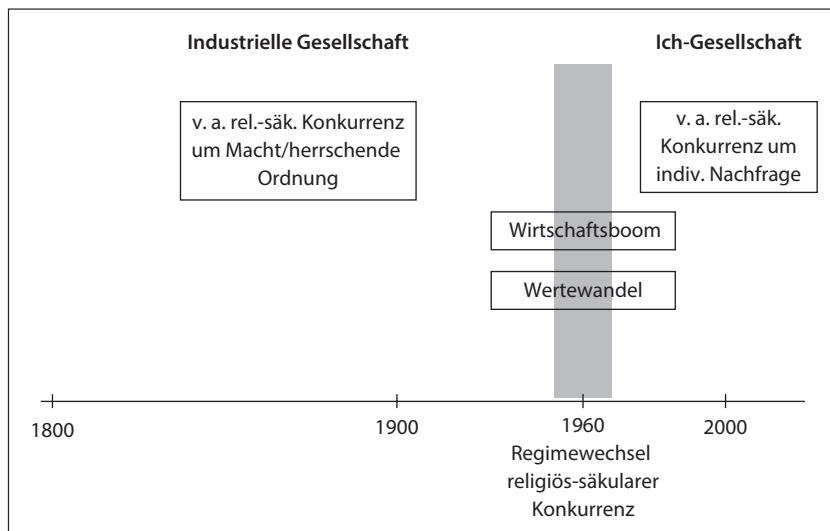 Industrielle Gesellschaft
Ich-Gesellschaft
v. a. rel.-säk. Konkurrenz
um Macht/herrschende
Ordnung
v. a. rel.-säk.
Konkurrenz um
indiv. Nachfrage
Wirtschaftsboom
Wertewandel
1800
1900
1960
2000
Regimewechsel
religiös-säkularer
Konkurrenz